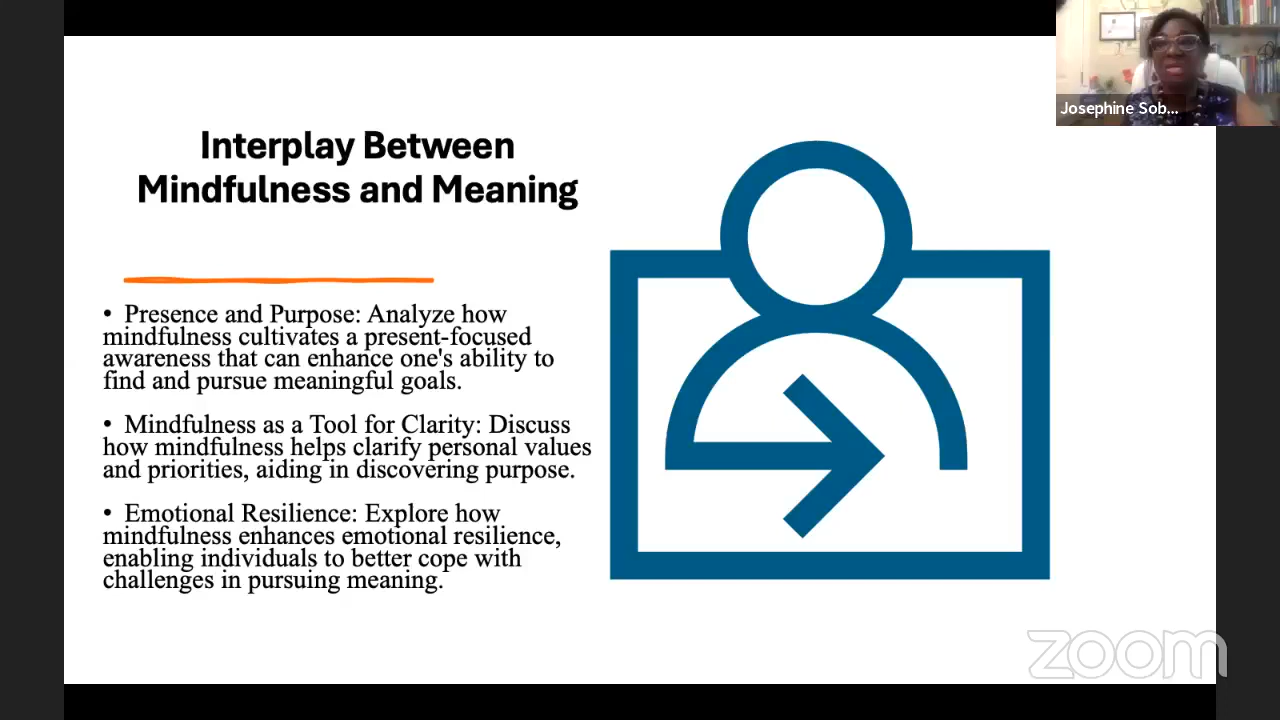 Josephine Sob...
Interplay Between
Mindfulness and Meaning
• Presence and Purpose: Analyze how
mindfulness cultivates a present-focused
awareness that can enhance one's ability to
find and pursue meaningful goals.
• Mindfulness as a Tool for Clarity: Discuss
how mindfulness helps clarify personal values
and priorities, aiding in discovering purpose.
• Emotional Resilience: Explore how
mindfulness enhances emotional resilience,
enabling individuals to better cope with
challenges in pursuing meaning.
zoom